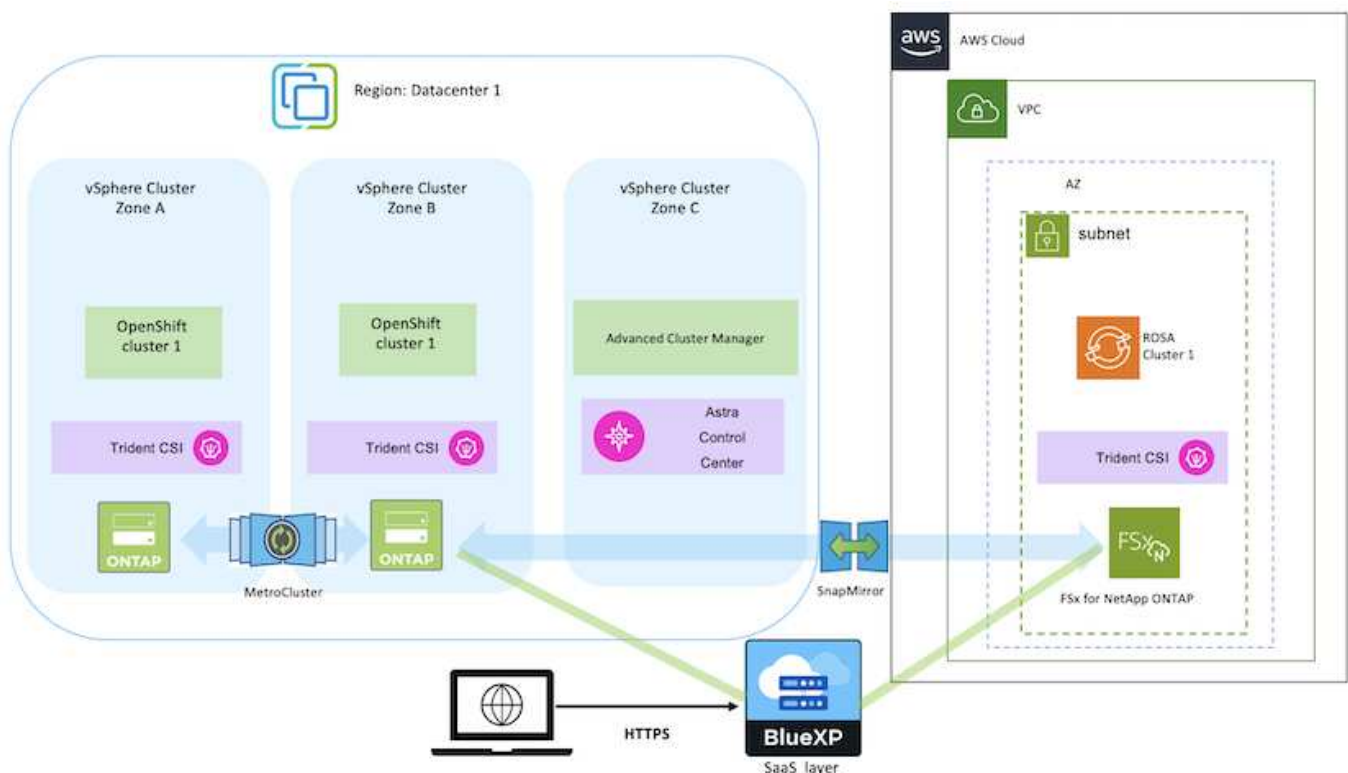 aws
AWS Cloud
Region: Datacenter 1
VPC
vSphere Cluster
Zone A
vSphere Cluster
Zone B
vSphere Cluster
Zone C
AZ
subnet
OpenShift
cluster 1
OpenShift
cluster 1
Advanced Cluster Manager
ROSA
Cluster 1
Trident CSI
Trident CSI
Astra
Control
Center
Trident CSI
ONTAP
ONTAP
FSx
N
MetroCluster
SnapMirror
FSx for NetApp ONTAP
HTTPS
BlueXP
SaaS layer